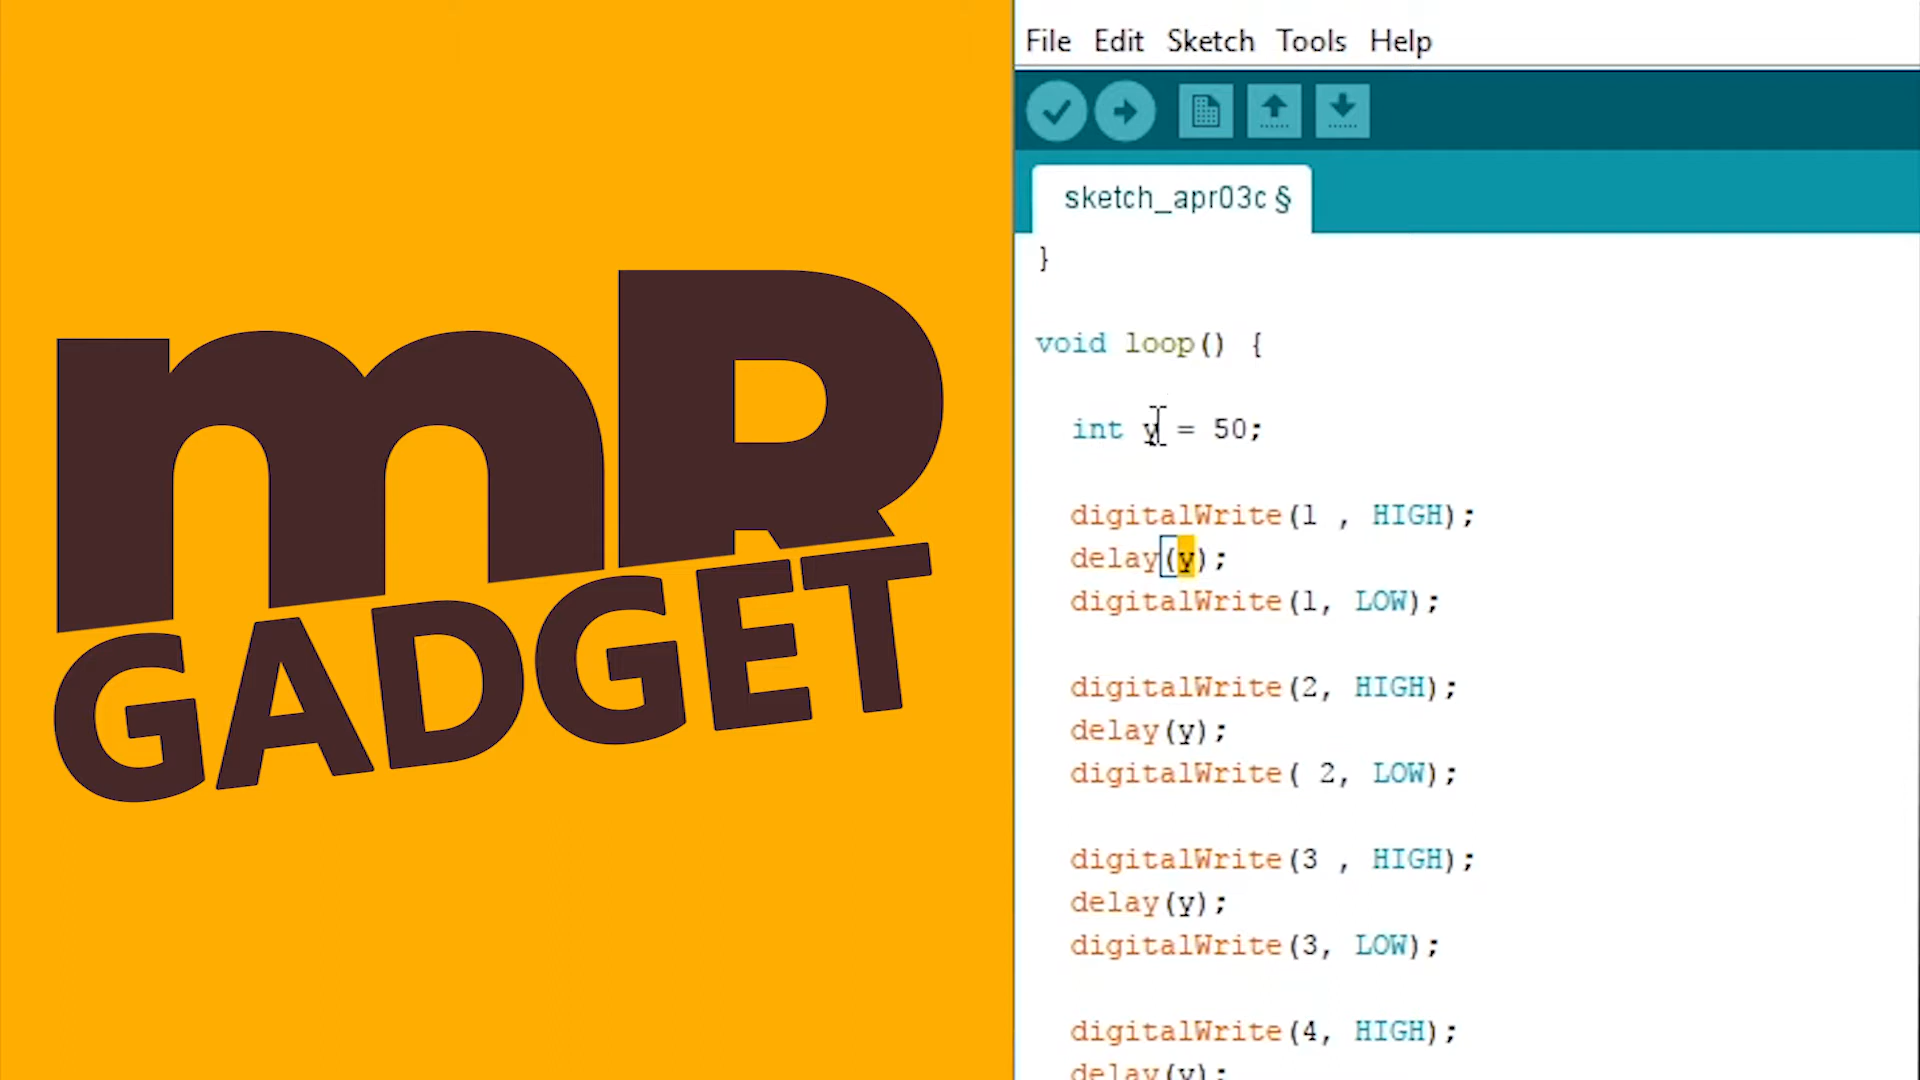 mR
GADGET
File Edit Sketch Tools Help
sketch_apr03c §
}
void loop() {
int y = 50;
digitalWrite(1 , HIGH);
delay(y);
digitalWrite(1, LOW);
digitalWrite(2, HIGH);
delay(y);
digitalWrite( 2, LOW);
digitalWrite(3 , HIGH);
delay(y);
digitalWrite(3, LOW);
digitalWrite(4, HIGH);
delay(y);